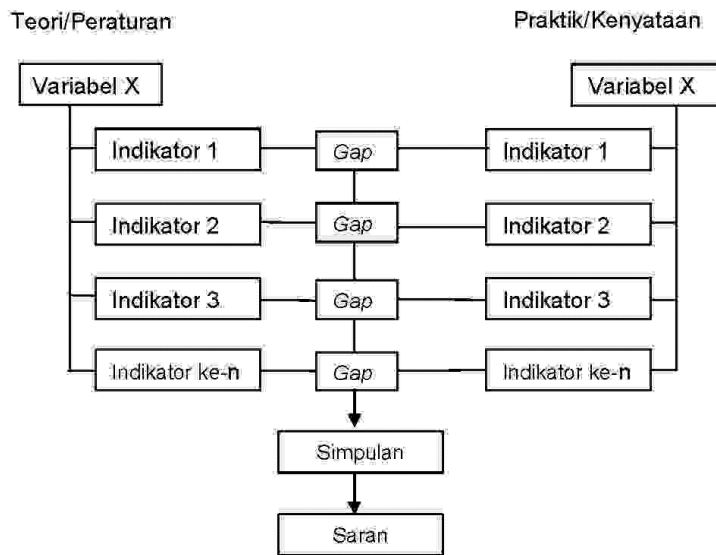 Teori/Peraturan Praktik/Kenyataan
Variabel X Variabel X
Indikator 1 Gap Indikator 1
Indikator 2 Gap Indikator 2
Indikator 3 Gap Indikator 3
Indikator ke-n Gap Indikator ke-n
Simpulan
Saran